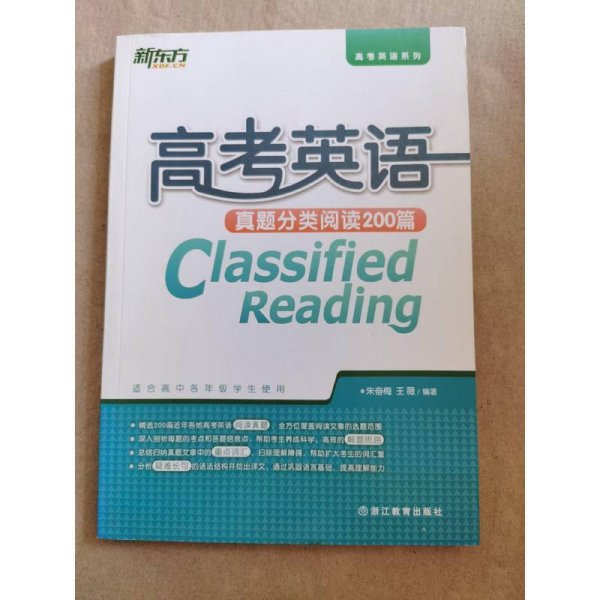 新东方
XDF.CN
高考英语系列
高考英语
真题分类阅读200篇
Classified
Reading
适合高中各年级学生使用
朱奋梅 王薇/编著
精选200篇近年各地高考英语阅读真题,全方位覆盖阅读文章的选题范围
深入剖析每题的考点和答题信息点,帮助考生养成科学、高效的解题思路
总结归纳真题文章中的重点词汇,扫除理解障碍,帮助扩大考生的词汇量
分析疑难长句的语法结构并给出译文,通过巩固语言基础,提高理解能力
浙江教育出版社